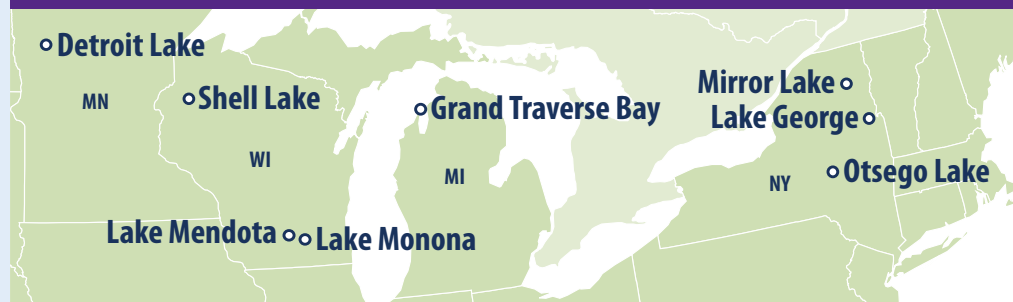 Detroit Lake
MN
Shell Lake
WI
Grand Traverse Bay
MI
Lake Mendota
Lake Monona
Mirror Lake
Lake George
NY
Otsego Lake